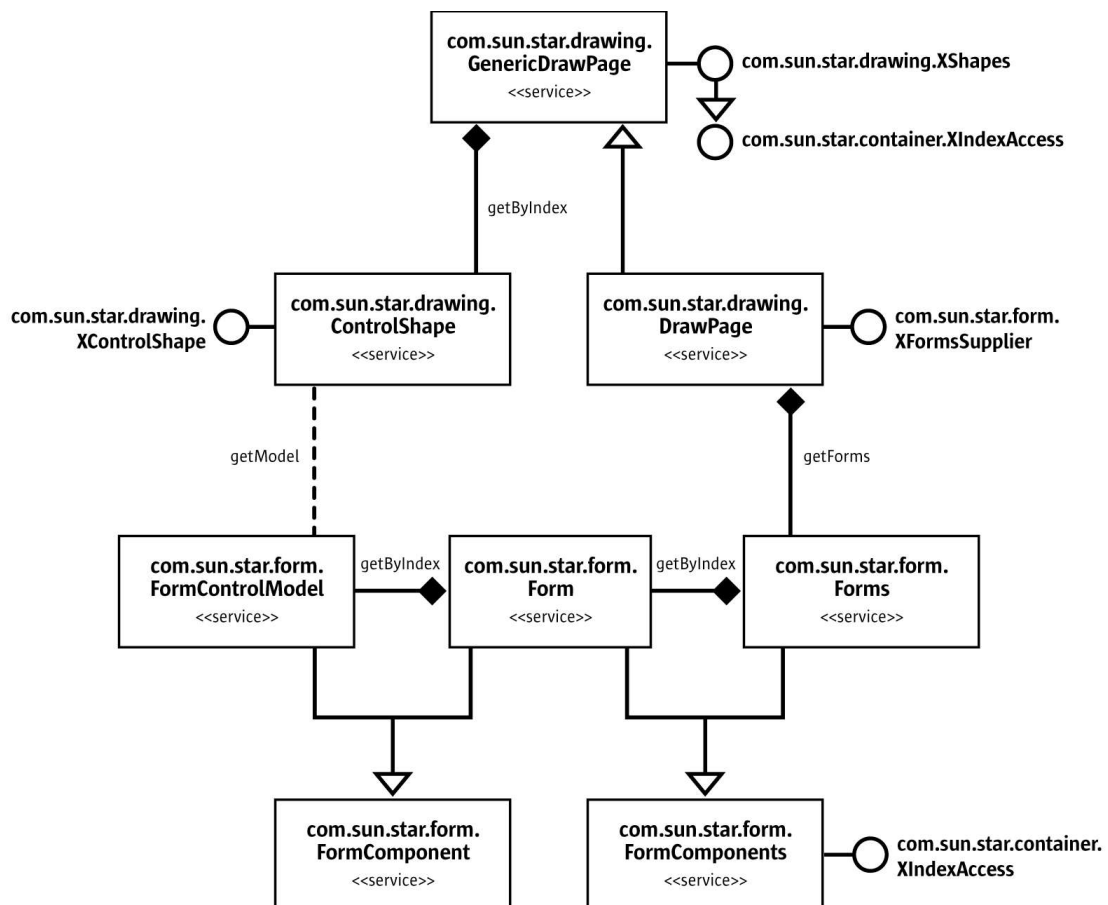 com.sun.star.drawing.
GenericDrawPage
<<service>>
com.sun.star.drawing.XShapes
com.sun.star.container.XIndexAccess
getByIndex
com.sun.star.drawing.
XControlShape
com.sun.star.drawing.
ControlShape
<<service>>
com.sun.star.drawing.
DrawPage
<<service>>
com.sun.star.form.
XFormsSupplier
getModel
getForms
com.sun.star.form.
FormControlModel
<<service>>
getByIndex
com.sun.star.form.
Form
<<service>>
getByIndex
com.sun.star.form.
Forms
<<service>>
com.sun.star.form.
FormComponent
<<service>>
com.sun.star.form.
FormComponents
<<service>>
com.sun.star.container.
XIndexAccess